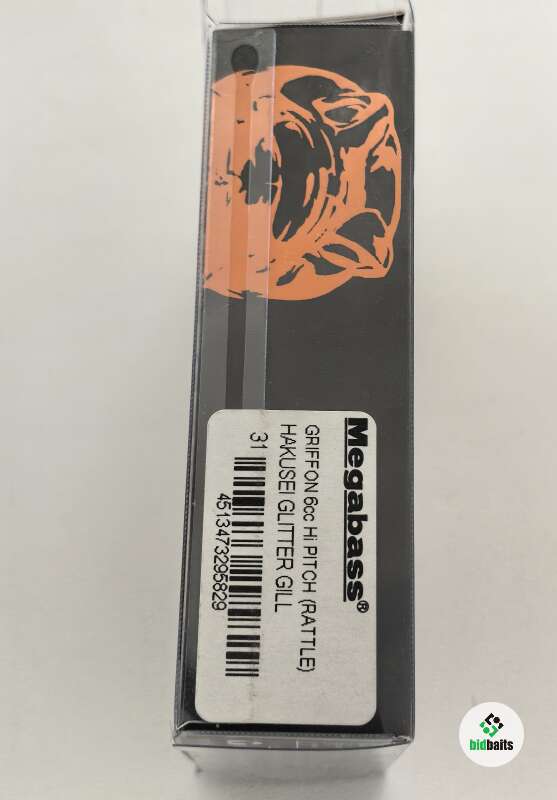 Megabass®
GRIFFON 6cc Hi PITCH (RATTLE)
HAKUSEI GLITTER GILL
31
4513473295829
bidbaits